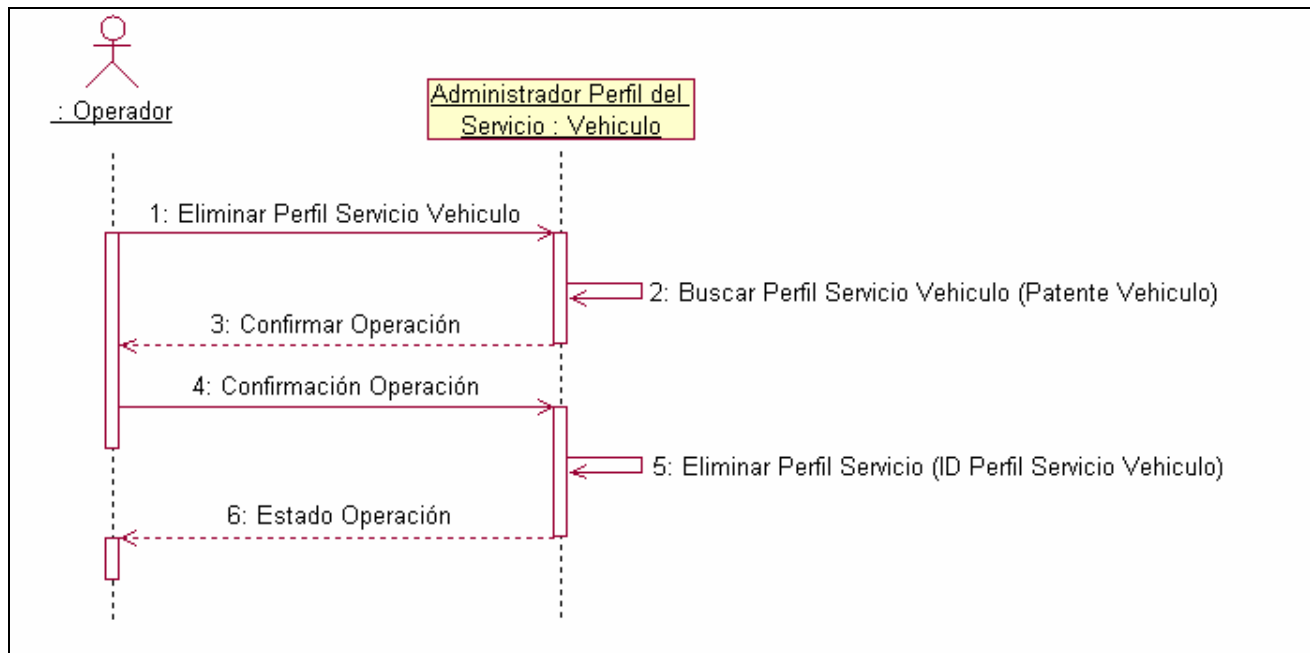 : Operador
Administrador Perfil del
Servicio : Vehiculo
1: Eliminar Perfil Servicio Vehiculo
2: Buscar Perfil Servicio Vehiculo (Patente Vehiculo)
3: Confirmar Operación
4: Confirmación Operación
5: Eliminar Perfil Servicio (ID Perfil Servicio Vehiculo)
6: Estado Operación